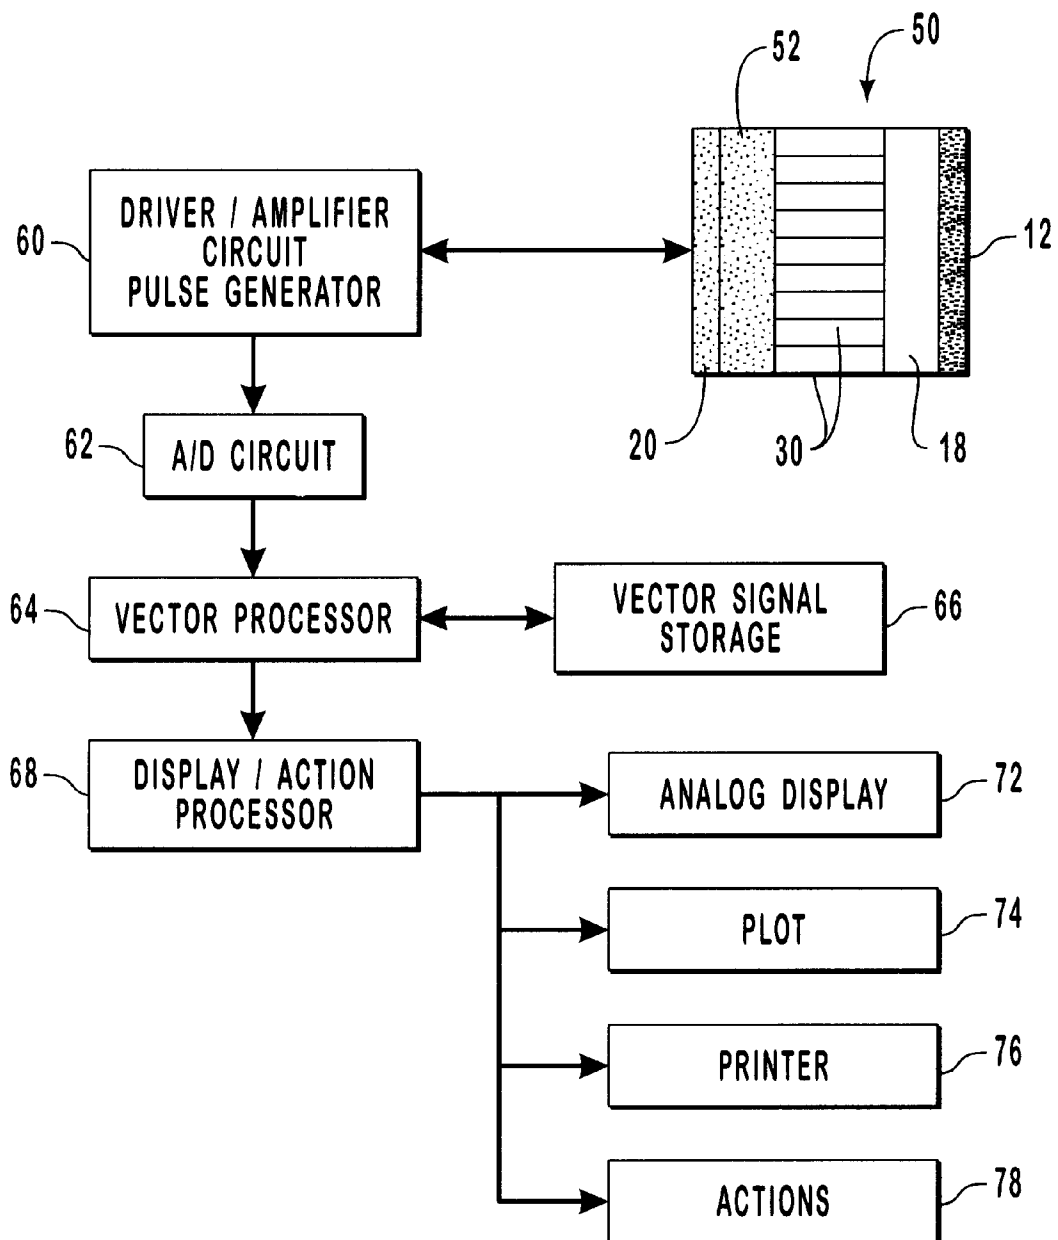 50
52
DRIVER / AMPLIFIER
CIRCUIT
PULSE GENERATOR
60
12
20
30
18
62
A/D CIRCUIT
64
VECTOR PROCESSOR
VECTOR SIGNAL
STORAGE
66
68
DISPLAY / ACTION
PROCESSOR
ANALOG DISPLAY
72
PLOT
74
PRINTER
76
ACTIONS
78